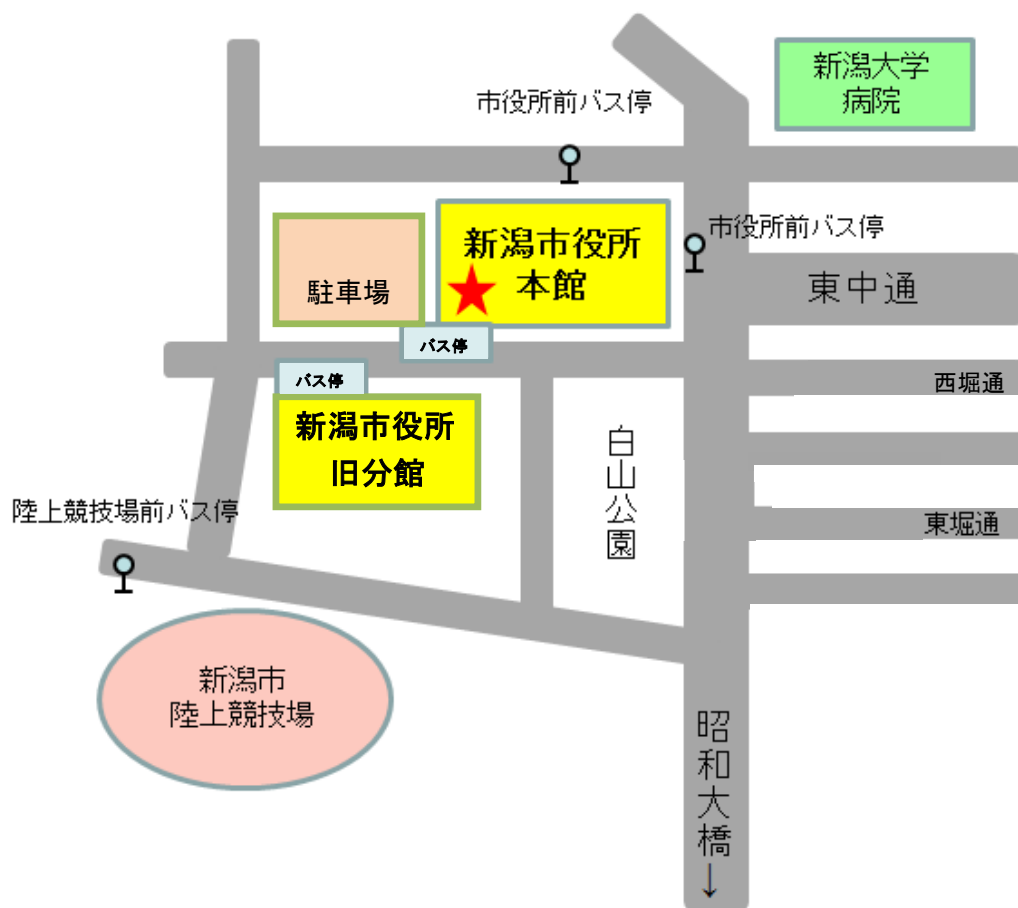 新潟大学
病院
市役所前バス停
市役所前バス停
新潟市役所
本館
駐車場
東中通
バス停
バス停
西堀通
新潟市役所
旧分館
白山公園
陸上競技場前バス停
東堀通
新潟市
陸上競技場
昭和大橋
↓